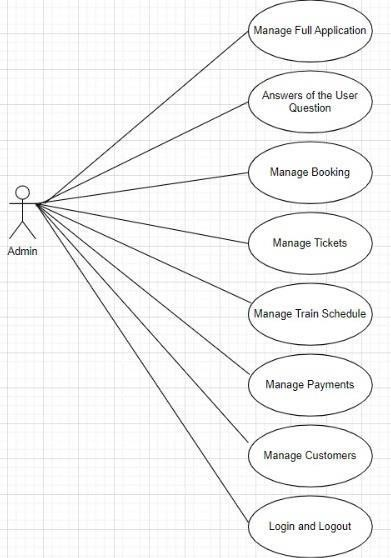 Manage Full Application
Answers of the User
Question
Manage Booking
Admin
Manage Tickets
Manage Train Schedule
Manage Payments
Manage Customers
Login and Logout